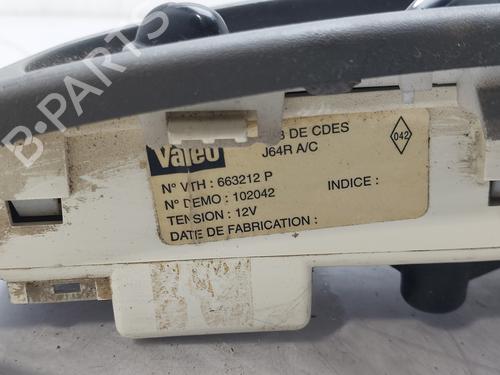 B-PARTS
Valeo
B DE CDES
J64R A/C
042
N° VTH : 663212 P
N° DEMO : 102042
INDICE :
TENSION : 12V
DATE DE FABRICATION :